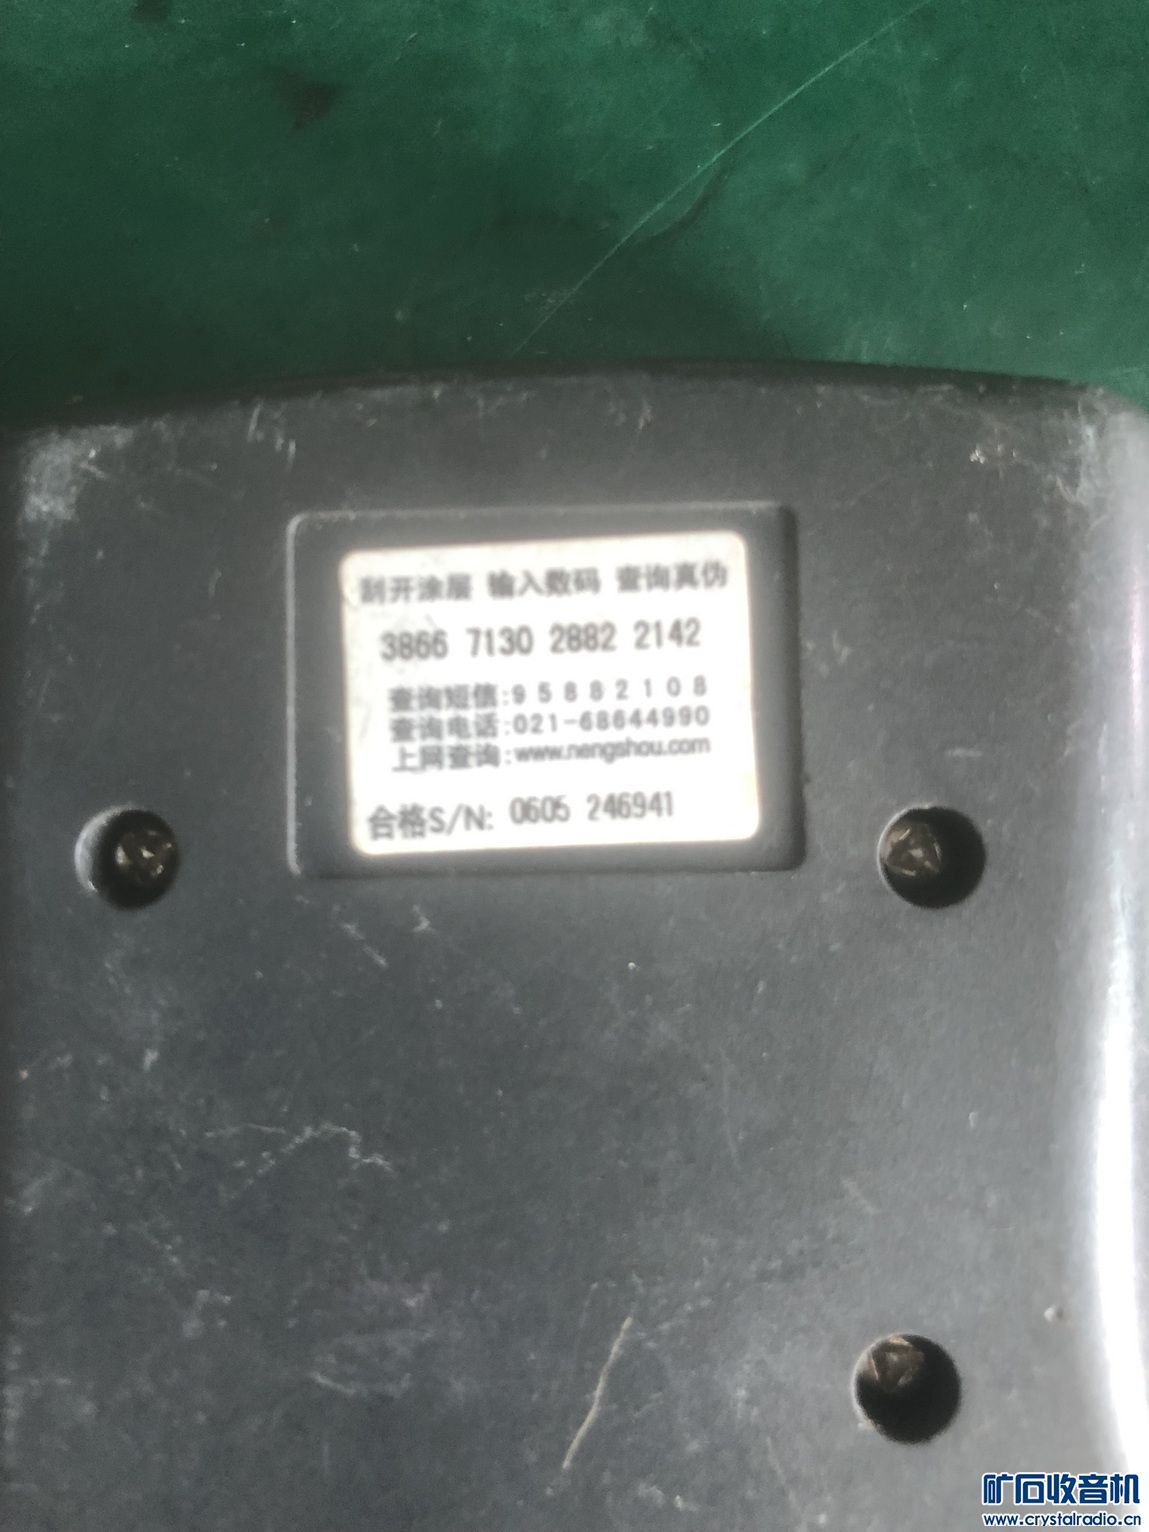 刮开涂层 输入数码 查询真伪
3866 7130 2882 2142
查询短信:95882108
查询电话:021-68644990
上网查询:www.nengshou.com
合格S/N: 0605 246941
矿石收音机
www.crystalradio.cn